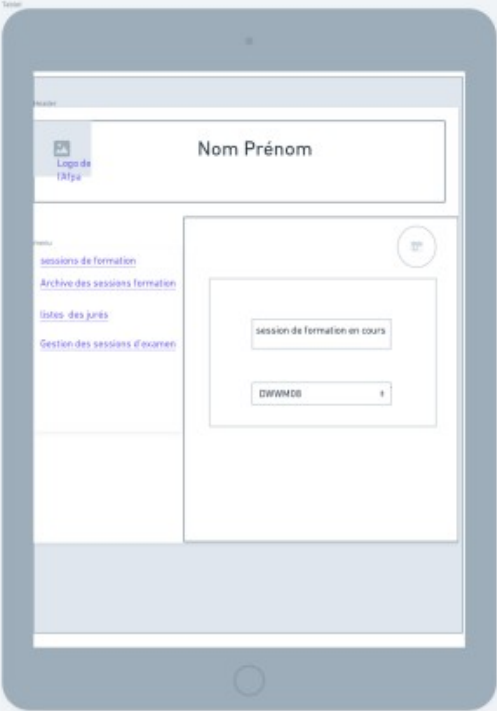 Tablet
Header
Logo de
l'Afpa
Nom Prénom
menu
sessions de formation
Archive des sessions formation
listes des jurés
Gestion des sessions d'examen
session de formation en cours
DWWM08